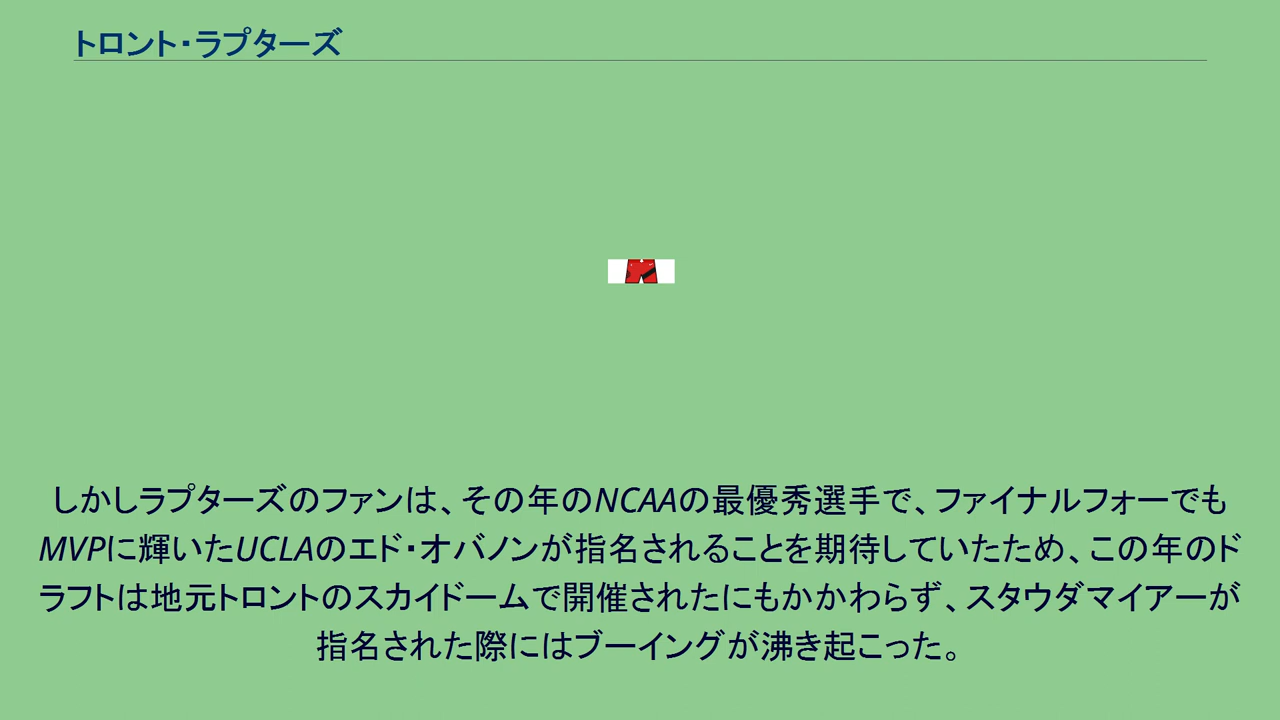 トロント・ラプターズ
しかしラプターズのファンは、その年のNCAAの最優秀選手で、ファイナルフォーでも
MVPに輝いたUCLAのエド・オバノンが指名されることを期待していたため、この年のド
ラフトは地元トロントのスカイドームで開催されたにもかかわらず、スタウダマイアーが
指名された際にはブーイングが沸き起こった。